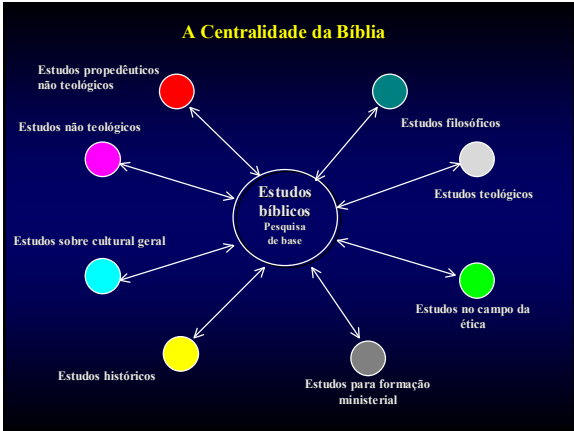 A Centralidade da Bíblia
Estudos propedêuticos
não teológicos
Estudos filosóficos
Estudos não teológicos
Estudos teológicos
Estudos
bíblicos
Pesquisa
de base
Estudos sobre cultural geral
Estudos no campo da
ética
Estudos históricos
Estudos para formação
ministerial